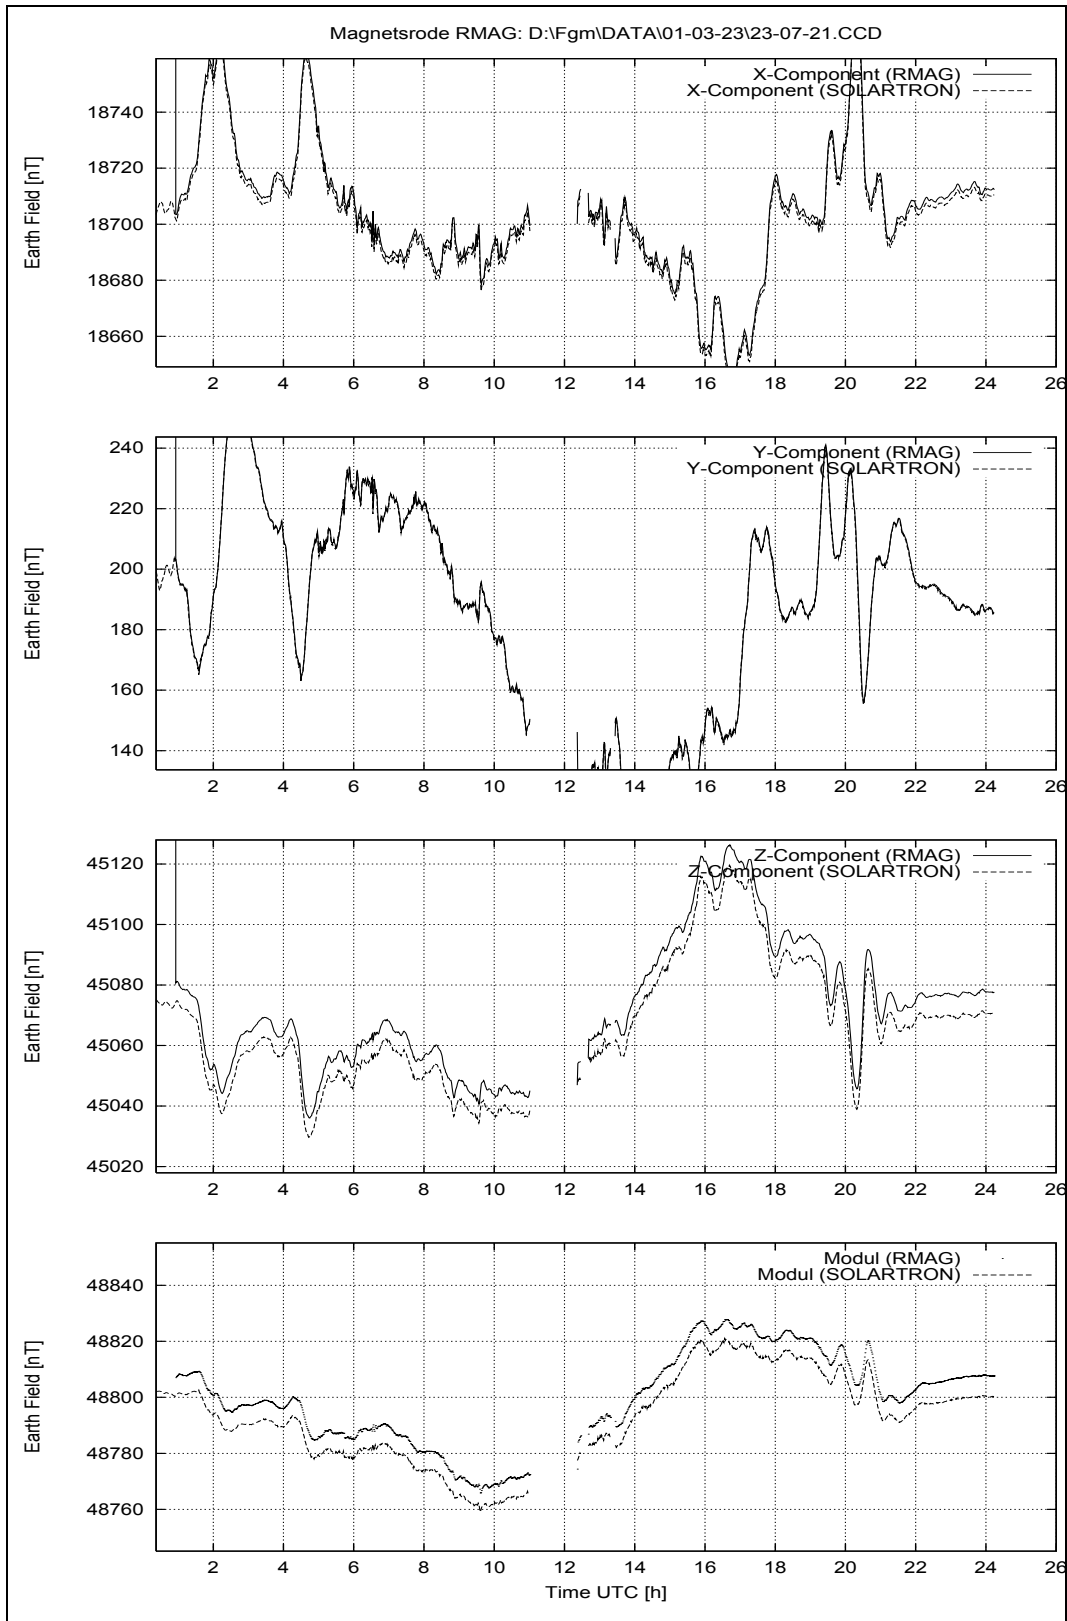 Magnetsrode RMAG: D:\Fgm\DATA\01-03-23\23-07-21.CCD
X-Component (RMAG)
X-Component (SOLARTRON)
Earth Field [nT]
18740
18720
18700
18680
18660
2 4 6 8 10 12 14 16 18 20 22 24 26
Y-Component (RMAG)
Y-Component (SOLARTRON)
Earth Field [nT]
240
220
200
180
160
140
2 4 6 8 10 12 14 16 18 20 22 24 26
Z-Component (RMAG)
Z-Component (SOLARTRON)
Earth Field [nT]
45120
45100
45080
45060
45040
45020
2 4 6 8 10 12 14 16 18 20 22 24 26
Modul (RMAG)
Modul (SOLARTRON)
Earth Field [nT]
48840
48820
48800
48780
48760
2 4 6 8 10 12 14 16 18 20 22 24 26
Time UTC [h]